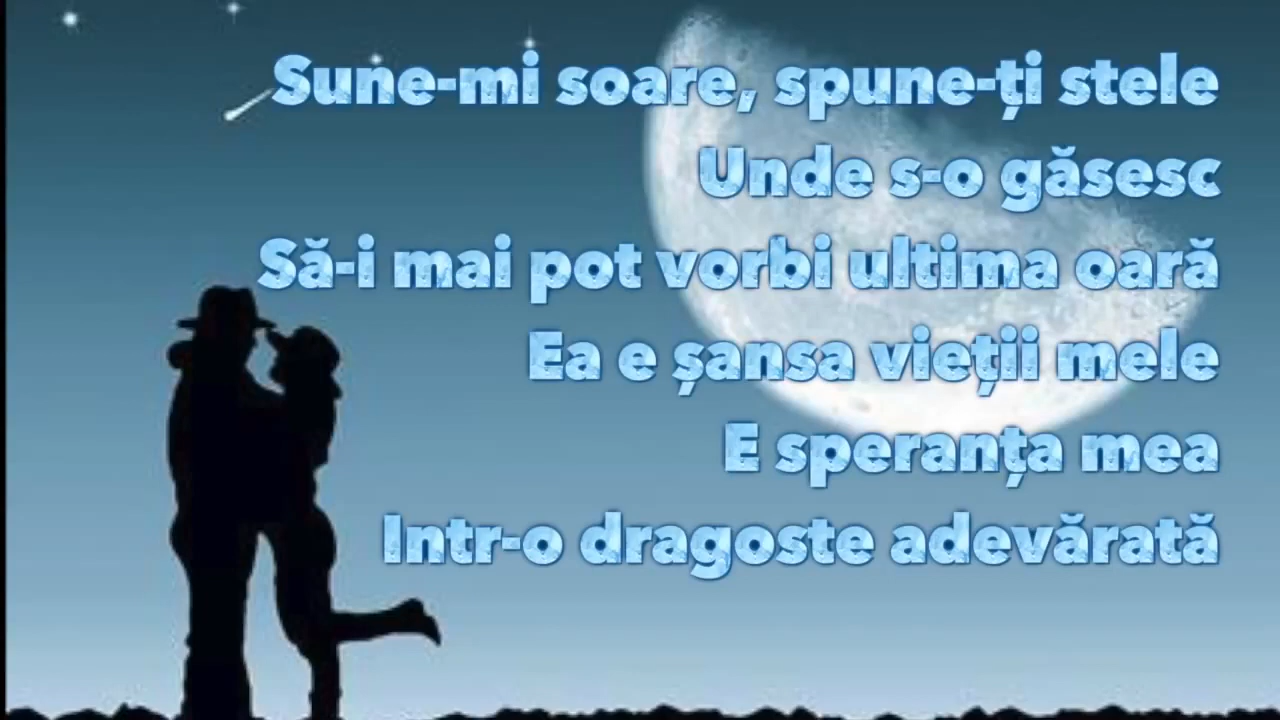 Sune-mi soare, spune-ți stele
Unde s-o găsesc
Să-i mai pot vorbi ultima oară
Ea e șansa vieții mele
E speranța mea
Intr-o dragoste adevărată